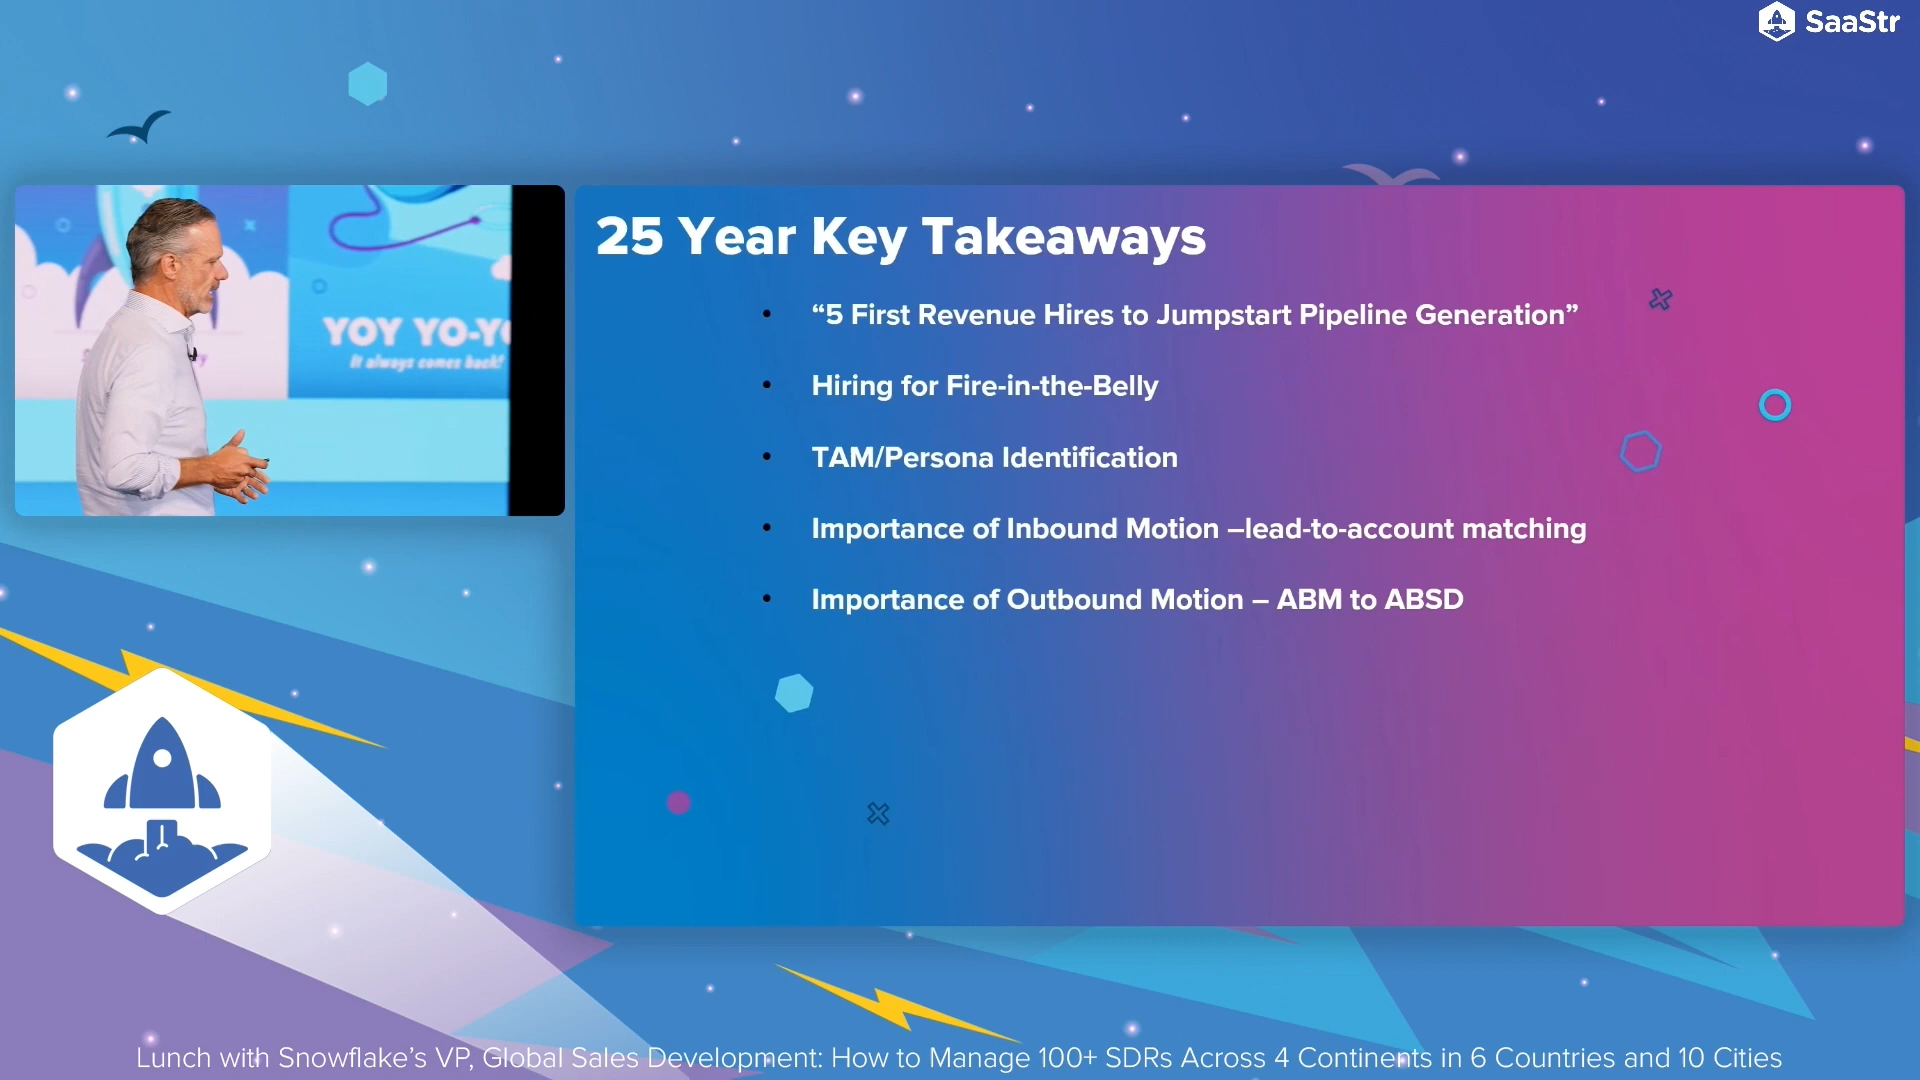 SaaStr
YOY YO-Y
It always comes back!
25 Year Key Takeaways
“5 First Revenue Hires to Jumpstart Pipeline Generation”
Hiring for Fire-in-the-Belly
TAM/Persona Identification
Importance of Inbound Motion –lead-to-account matching
Importance of Outbound Motion – ABM to ABSD
Lunch with Snowflake’s VP, Global Sales Development: How to Manage 100+ SDRs Across 4 Continents in 6 Countries and 10 Cities